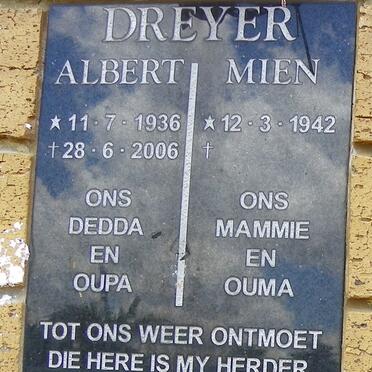 DREYER
ALBERT MIEN
★ 11 · 7 · 1936 ★ 12 · 3 · 1942
† 28 · 6 · 2006 †
ONS ONS
DEDDA MAMMIE
EN EN
OUPA OUMA
TOT ONS WEER ONTMOET
DIE HERE IS MY HERDER